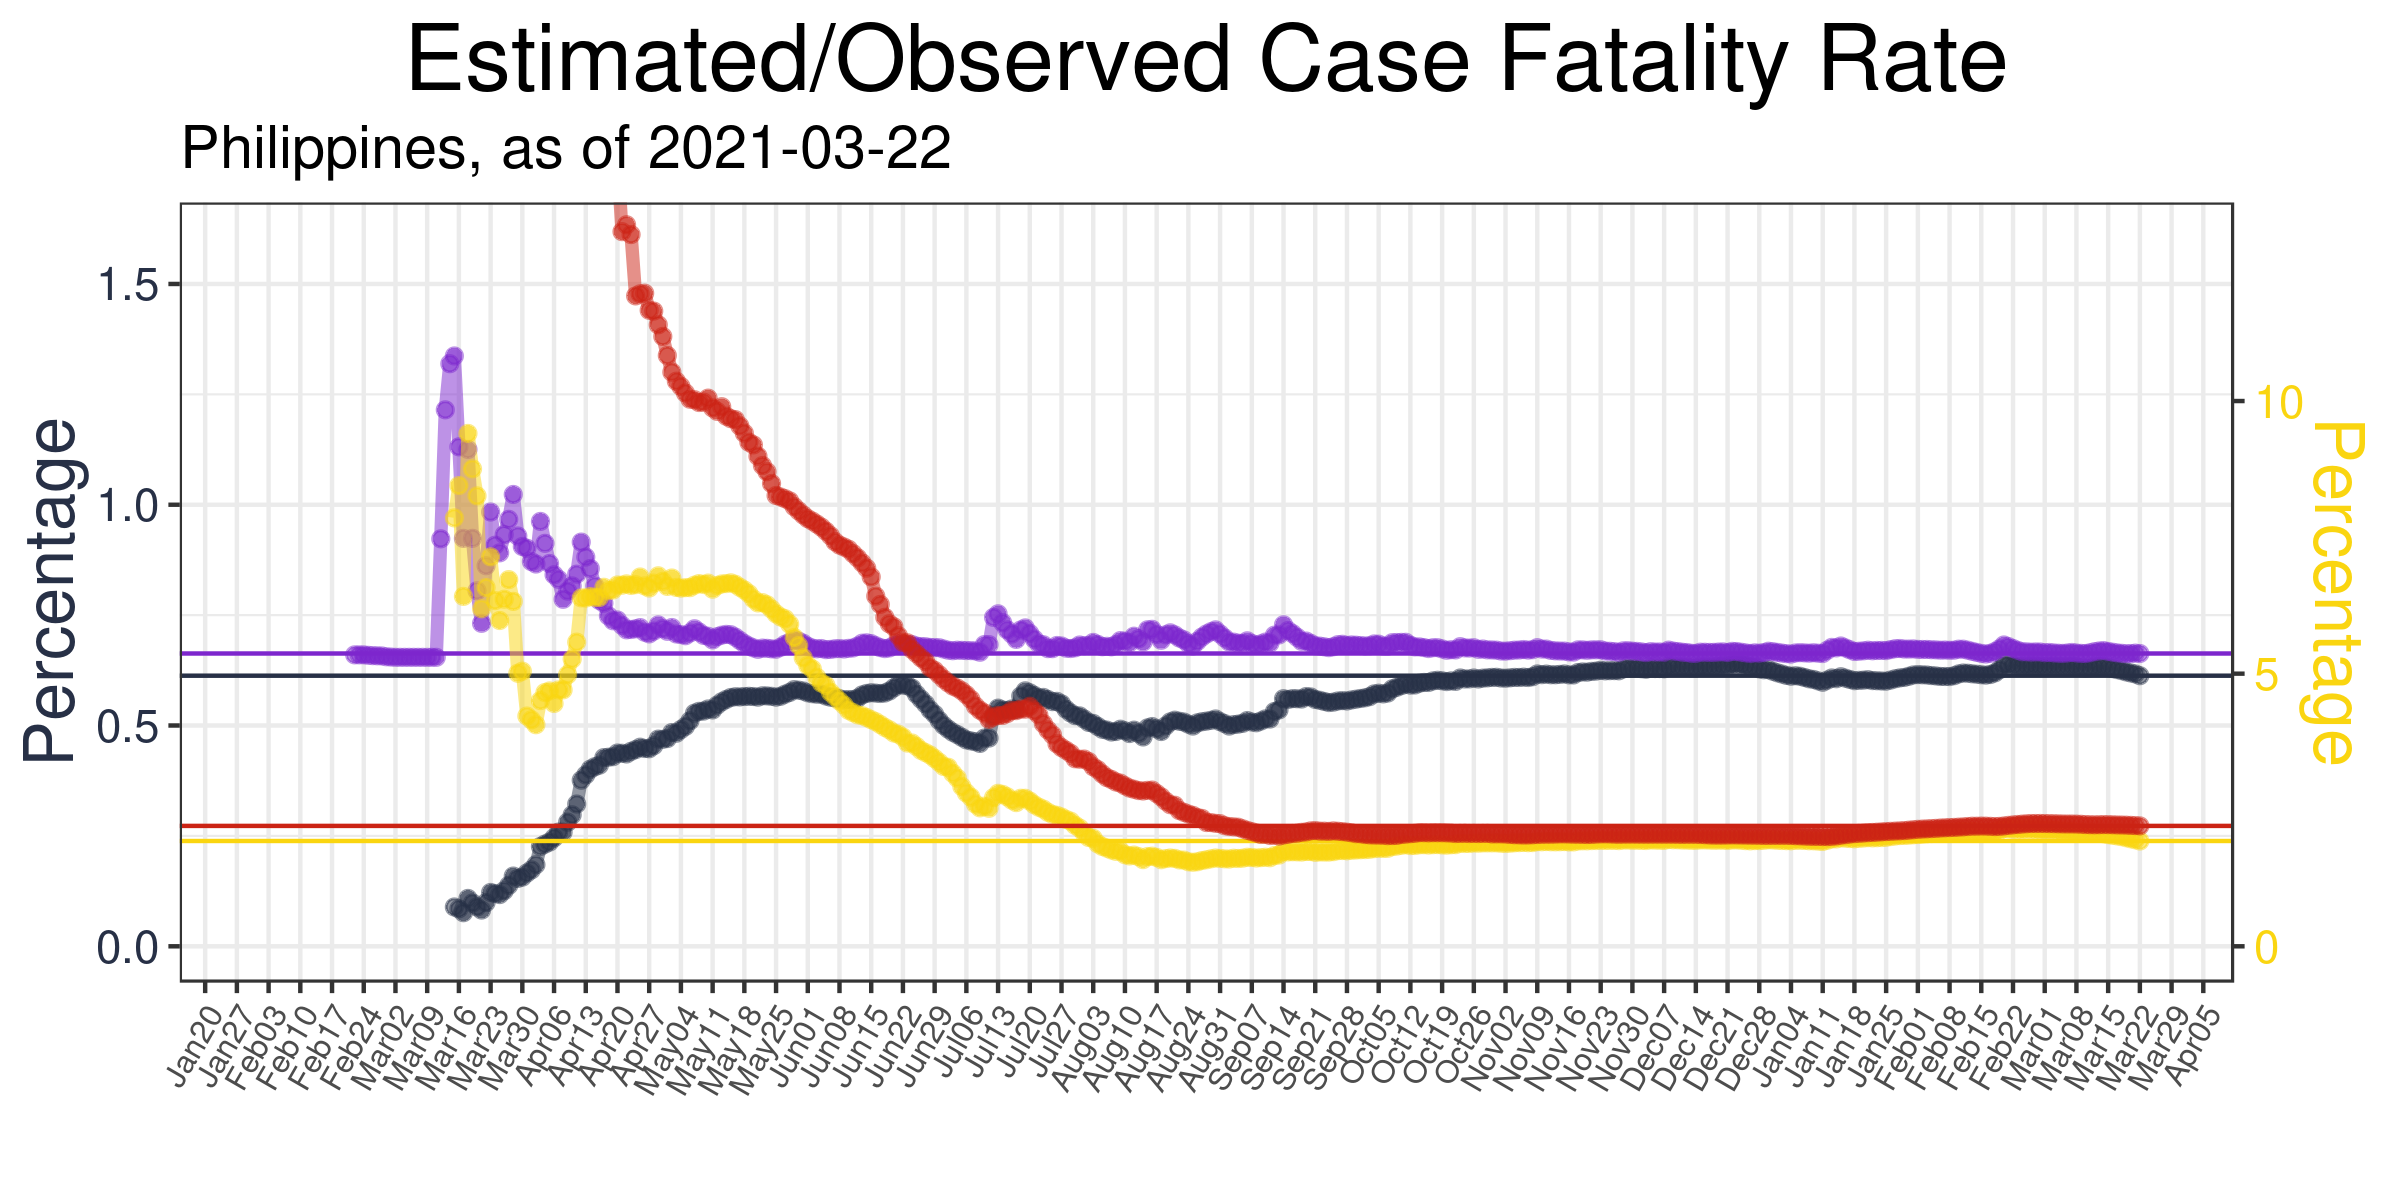 Estimated/Observed Case Fatality Rate
Philippines, as of 2021-03-22
Percentage
1.5
1.0
0.5
0.0
10
5
0
Percentage
Jan20
Jan27
Feb03
Feb10
Feb17
Feb24
Mar02
Mar09
Mar16
Mar23
Mar30
Apr06
Apr13
Apr20
Apr27
May04
May11
May18
May25
Jun01
Jun08
Jun15
Jun22
Jun29
Jul06
Jul13
Jul20
Jul27
Aug03
Aug10
Aug17
Aug24
Aug31
Sep07
Sep14
Sep21
Sep28
Oct05
Oct12
Oct19
Oct26
Nov02
Nov09
Nov16
Nov23
Nov30
Dec07
Dec14
Dec21
Dec28
Jan04
Jan11
Jan18
Jan25
Feb01
Feb08
Feb15
Feb22
Mar01
Mar08
Mar15
Mar22
Mar29
Apr05